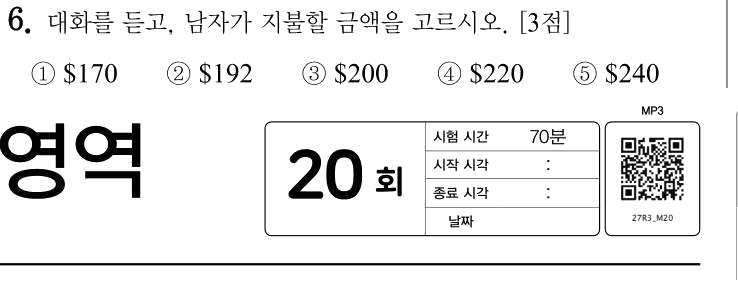 6. 대화를 듣고, 남자가 지불할 금액을 고르시오. [3점]
① $170 ② $192 ③ $200 ④ $220 ⑤ $240
영역
20회
시험 시간 70분
시작 시각 :
종료 시각 :
날짜
MP3
27R3_M20